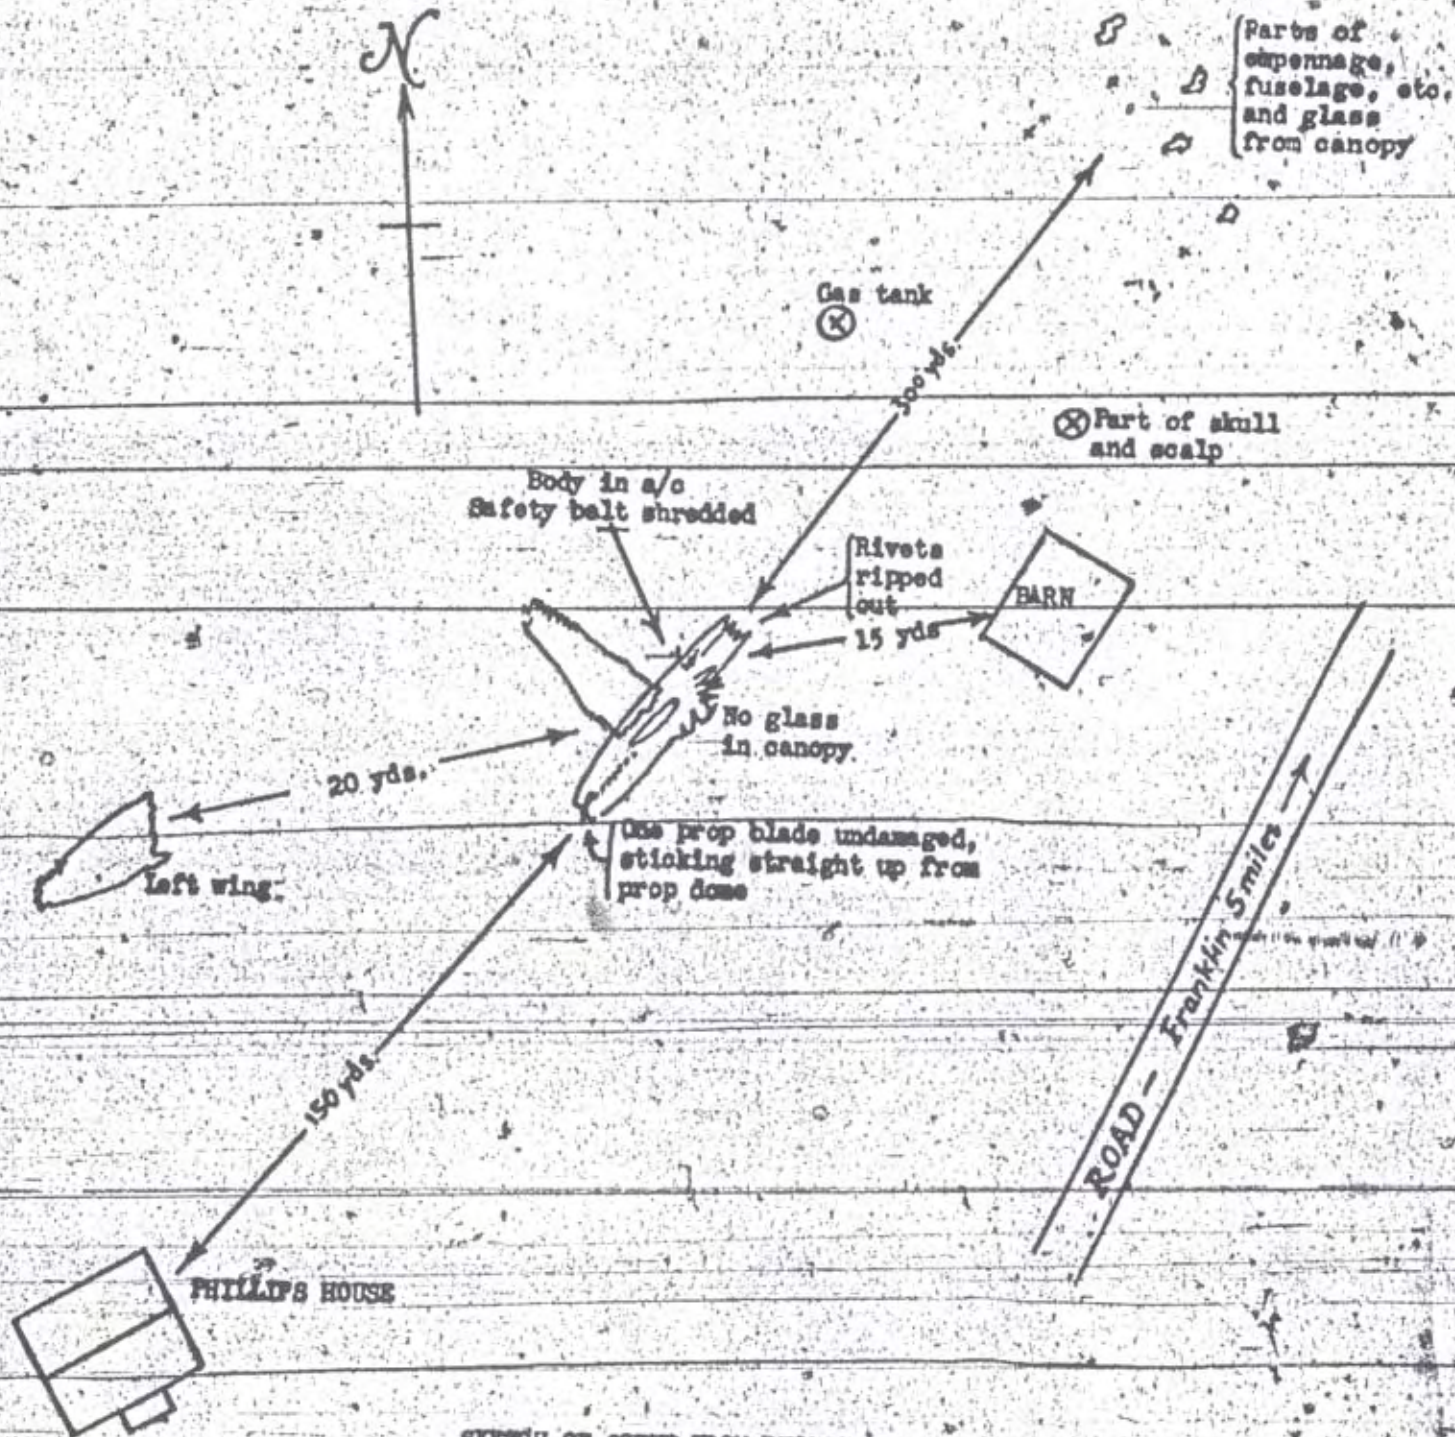 N
Parts of
empennage,
fuselage, etc.
and glass
from canopy
Gas tank
300 yds.
Part of skull
and scalp
Body in a/c
Safety belt shredded
Rivets
ripped
out
BARN
15 yds
No glass
in canopy.
20 yds.
One prop blade undamaged,
sticking straight up from
prop dome
Left wing.
ROAD — Franklin 5 miles
150 yds.
PHILLIPS HOUSE